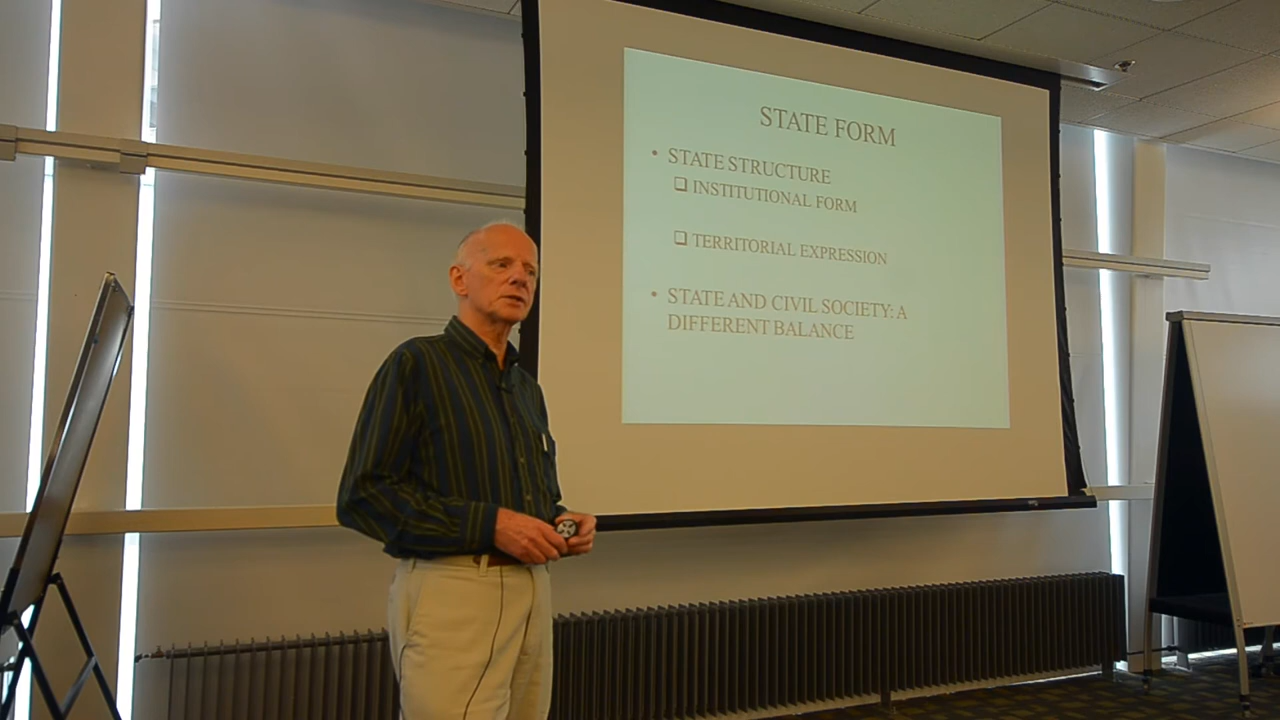 STATE FORM
• STATE STRUCTURE
❑ INSTITUTIONAL FORM
❑ TERRITORIAL EXPRESSION
• STATE AND CIVIL SOCIETY: A
DIFFERENT BALANCE